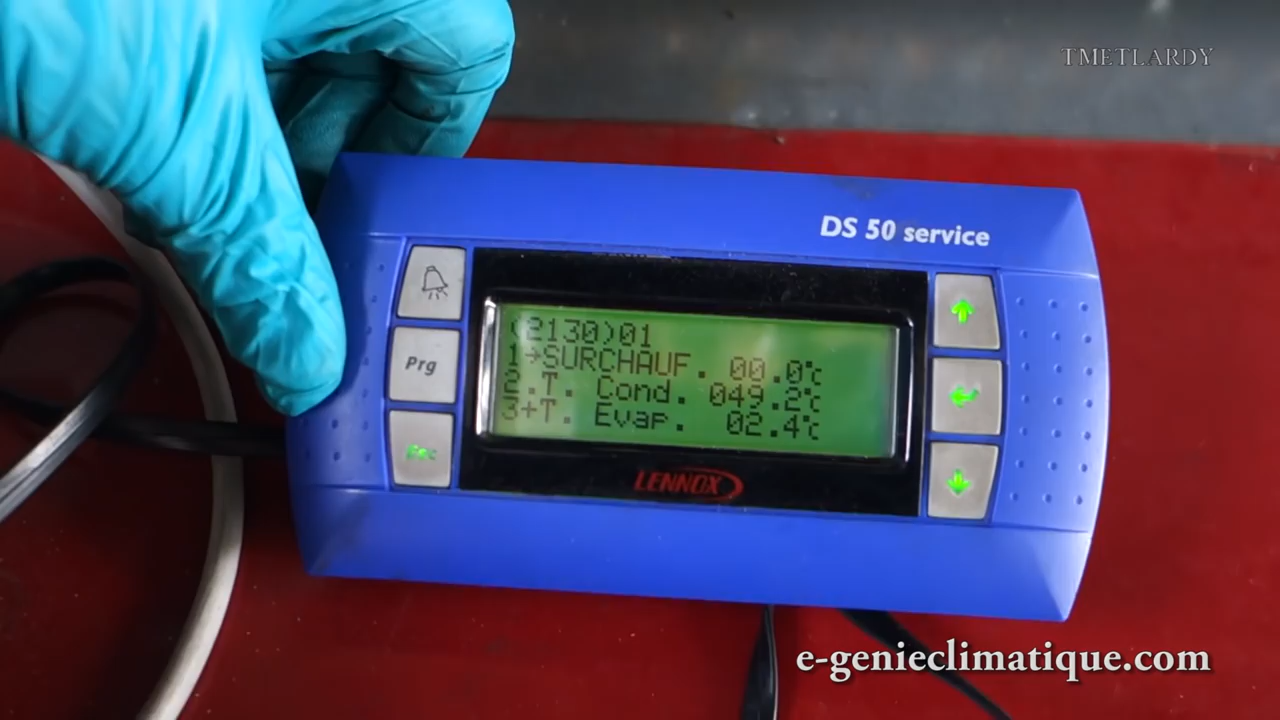 TMETLARDY
DS 50 service
Prg
Esc
(2130)01
1→SURCHAUF. 00.0℃
2.T. Cond. 049.2℃
3+T. Evap. 02.4℃
LENNOX
e-genieclimatique.com